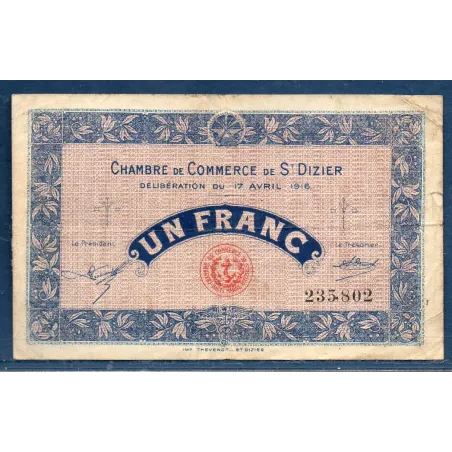 CHAMBRE DE COMMERCE DE ST DIZIER
DÉLIBÉRATION DU 17 AVRIL 1916
UN FRANC
Le Président
Le Trésorier
235802
IMP. THEVENOT, ST DIZIER